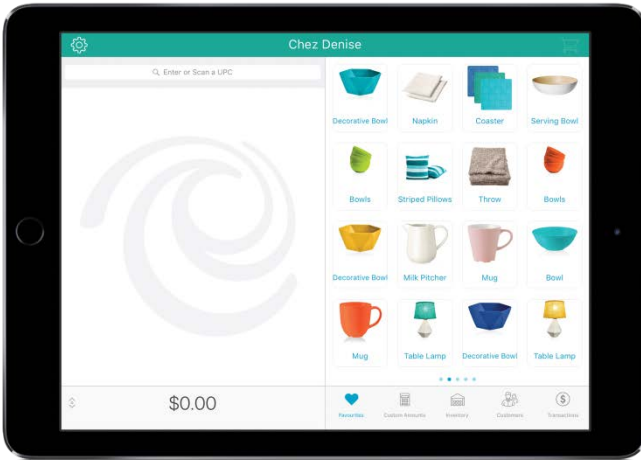 Chez Denise
Enter or Scan a UPC
Decorative Bowl Napkin Coaster Serving Bowl
Bowls Striped Pillows Throw Bowls
Decorative Bowl Milk Pitcher Mug Bowl
Mug Table Lamp Decorative Bowl Table Lamp
$0.00
Favourites Custom Amounts Inventory Customers Transactions